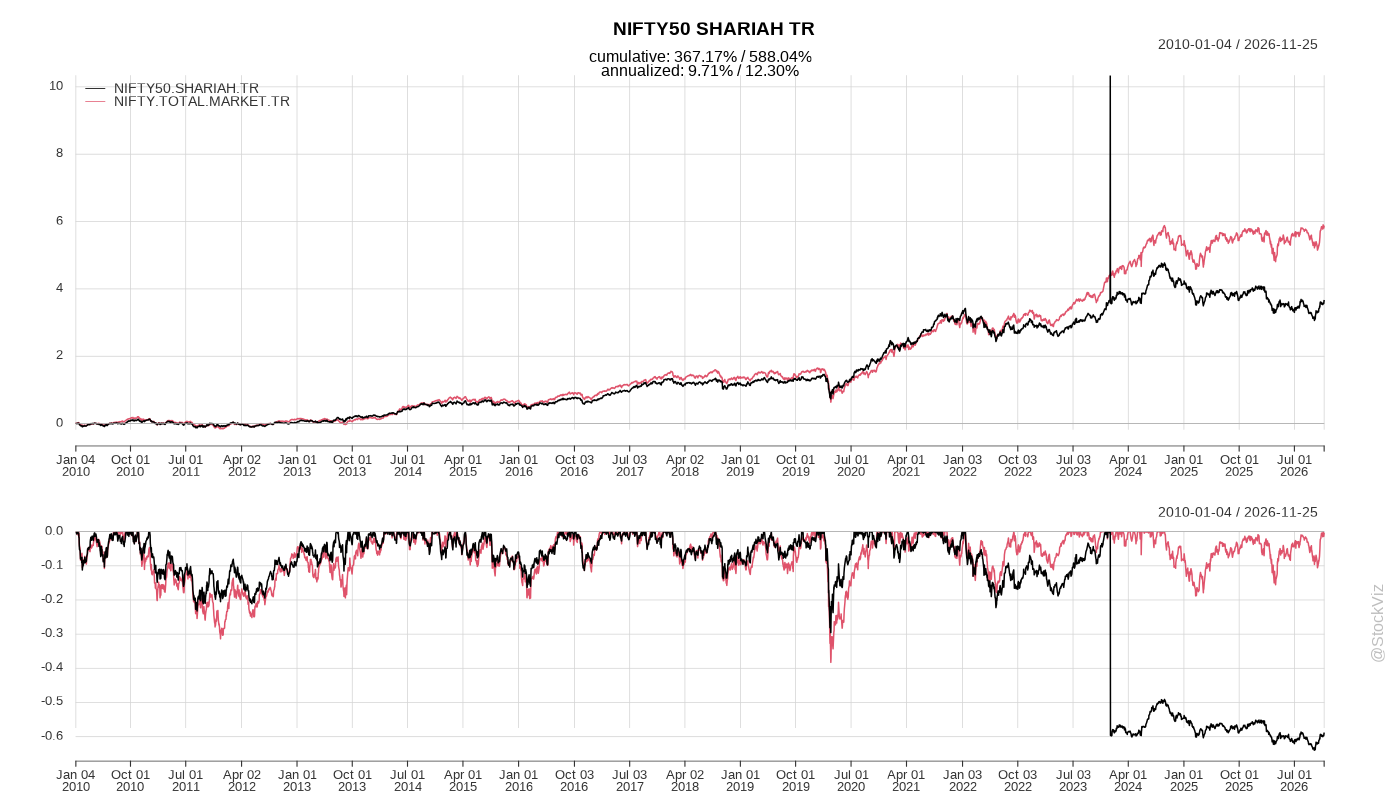 NIFTY50 SHARIAH TR
cumulative: 367.17% / 588.04%
annualized: 9.71% / 12.30%
2010-01-04 / 2026-11-25
NIFTY50.SHARIAH.TR
NIFTY.TOTAL.MARKET.TR
10
8
6
4
2
0
Jan 04 Oct 01 Jul 01 Apr 02 Jan 01 Oct 01 Jul 01 Apr 01 Jan 01 Oct 03 Jul 03 Apr 02 Jan 01 Oct 01 Jul 01 Apr 01 Jan 03 Oct 03 Jul 03 Apr 01 Jan 01 Oct 01 Jul 01
2010 2010 2011 2012 2013 2013 2014 2015 2016 2016 2017 2018 2019 2019 2020 2021 2022 2022 2023 2024 2025 2025 2026
2010-01-04 / 2026-11-25
0.0
-0.1
-0.2
-0.3
-0.4
-0.5
-0.6
Jan 04 Oct 01 Jul 01 Apr 02 Jan 01 Oct 01 Jul 01 Apr 01 Jan 01 Oct 03 Jul 03 Apr 02 Jan 01 Oct 01 Jul 01 Apr 01 Jan 03 Oct 03 Jul 03 Apr 01 Jan 01 Oct 01 Jul 01
2010 2010 2011 2012 2013 2013 2014 2015 2016 2016 2017 2018 2019 2019 2020 2021 2022 2022 2023 2024 2025 2025 2026
@StockViz